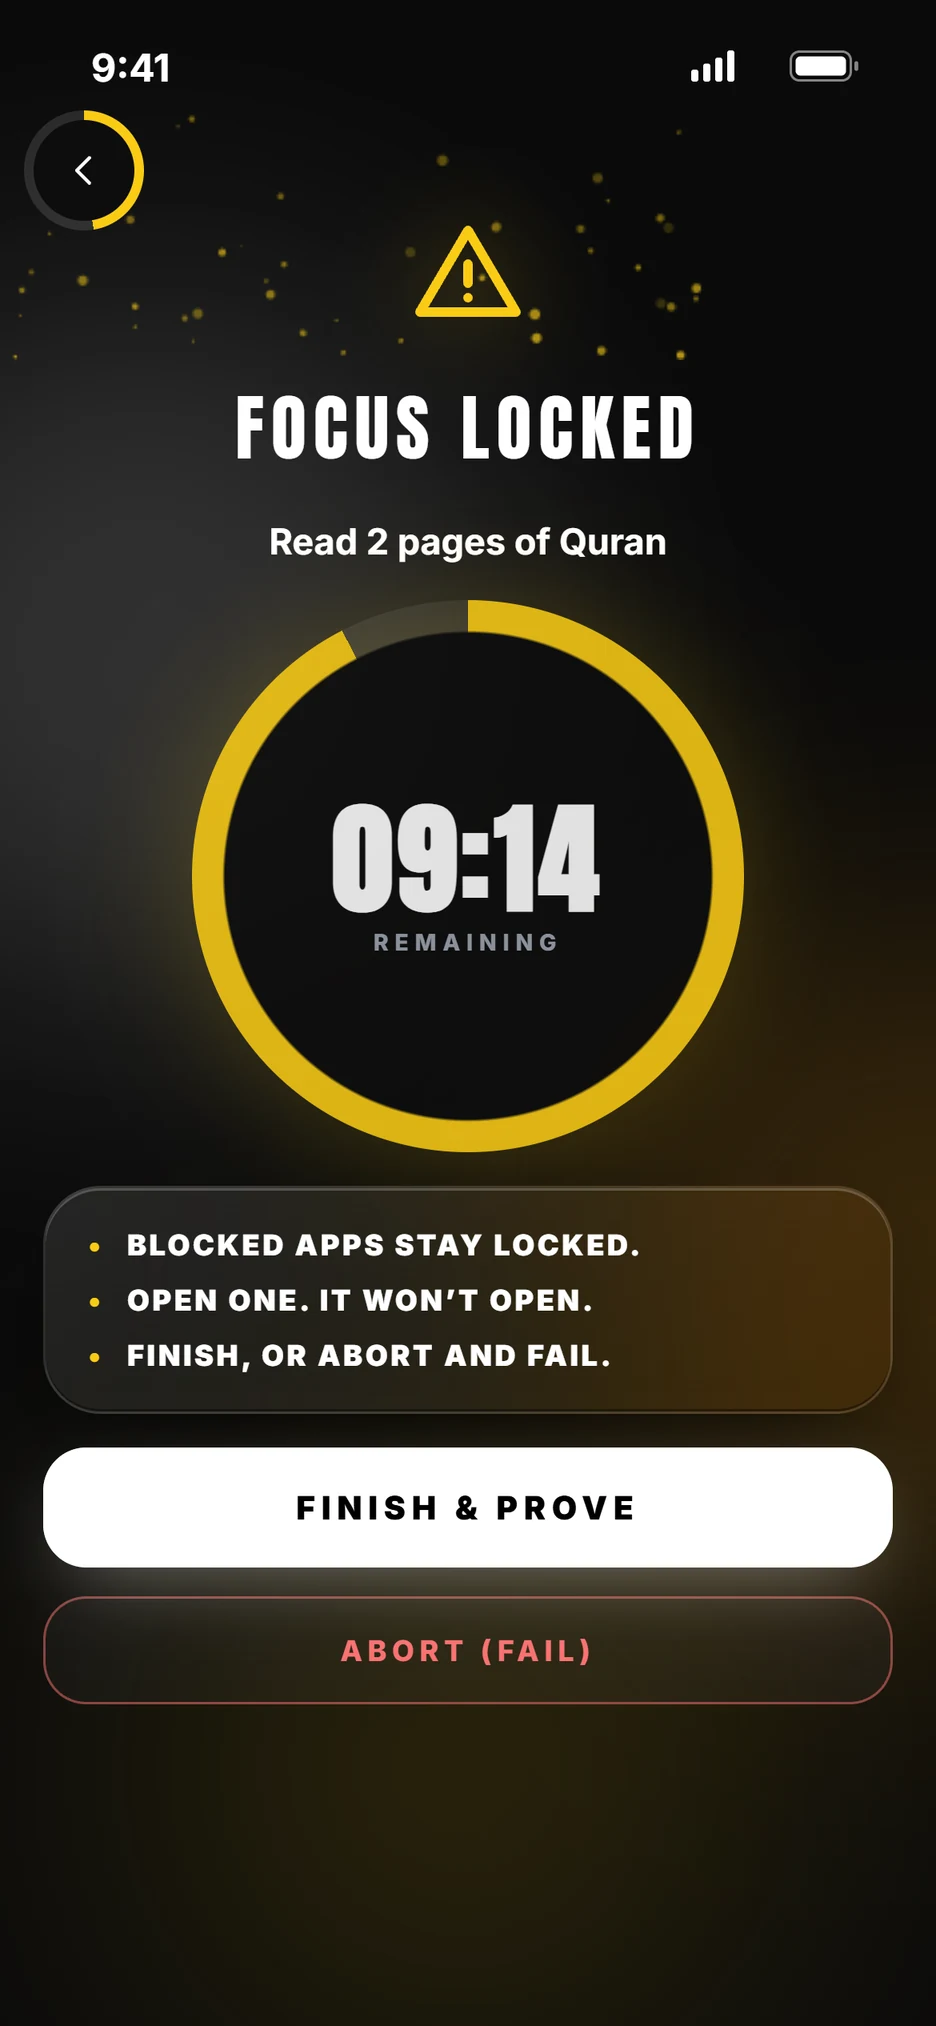 9:41
FOCUS LOCKED
Read 2 pages of Quran
09:14
REMAINING
• BLOCKED APPS STAY LOCKED.
• OPEN ONE. IT WON’T OPEN.
• FINISH, OR ABORT AND FAIL.
FINISH & PROVE
ABORT (FAIL)